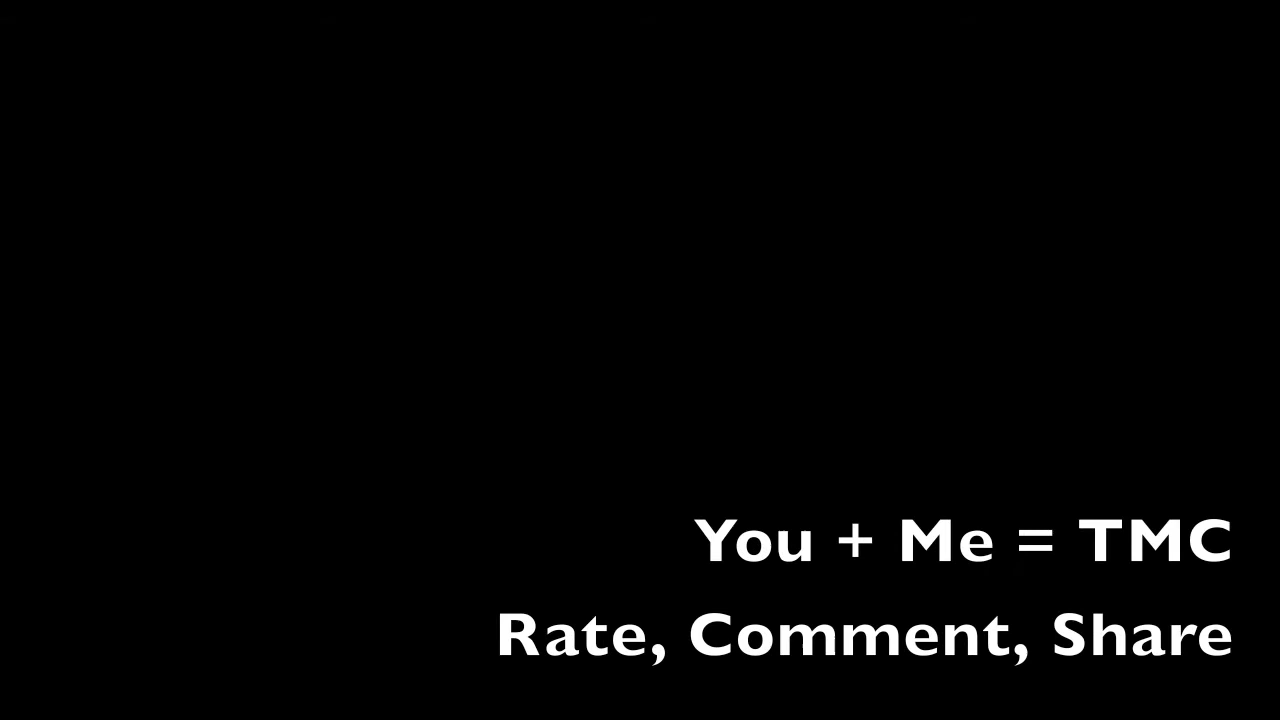 You + Me = TMC
Rate, Comment, Share